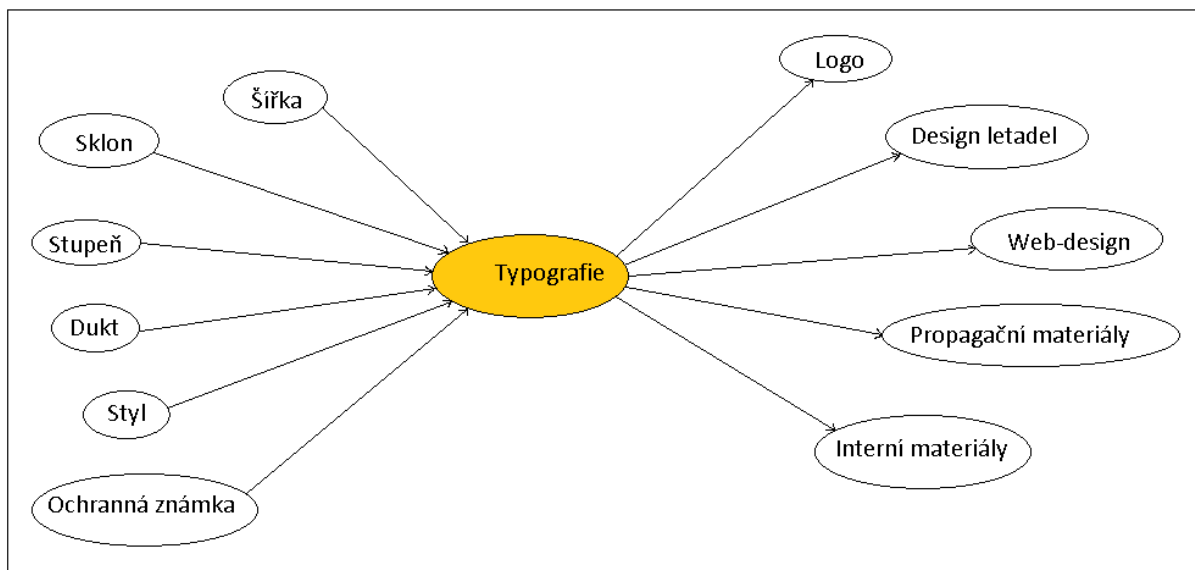 Šířka
Sklon
Stupeň
Dukt
Styl
Ochranná známka
Typografie
Logo
Design letadel
Web-design
Propagační materiály
Interní materiály